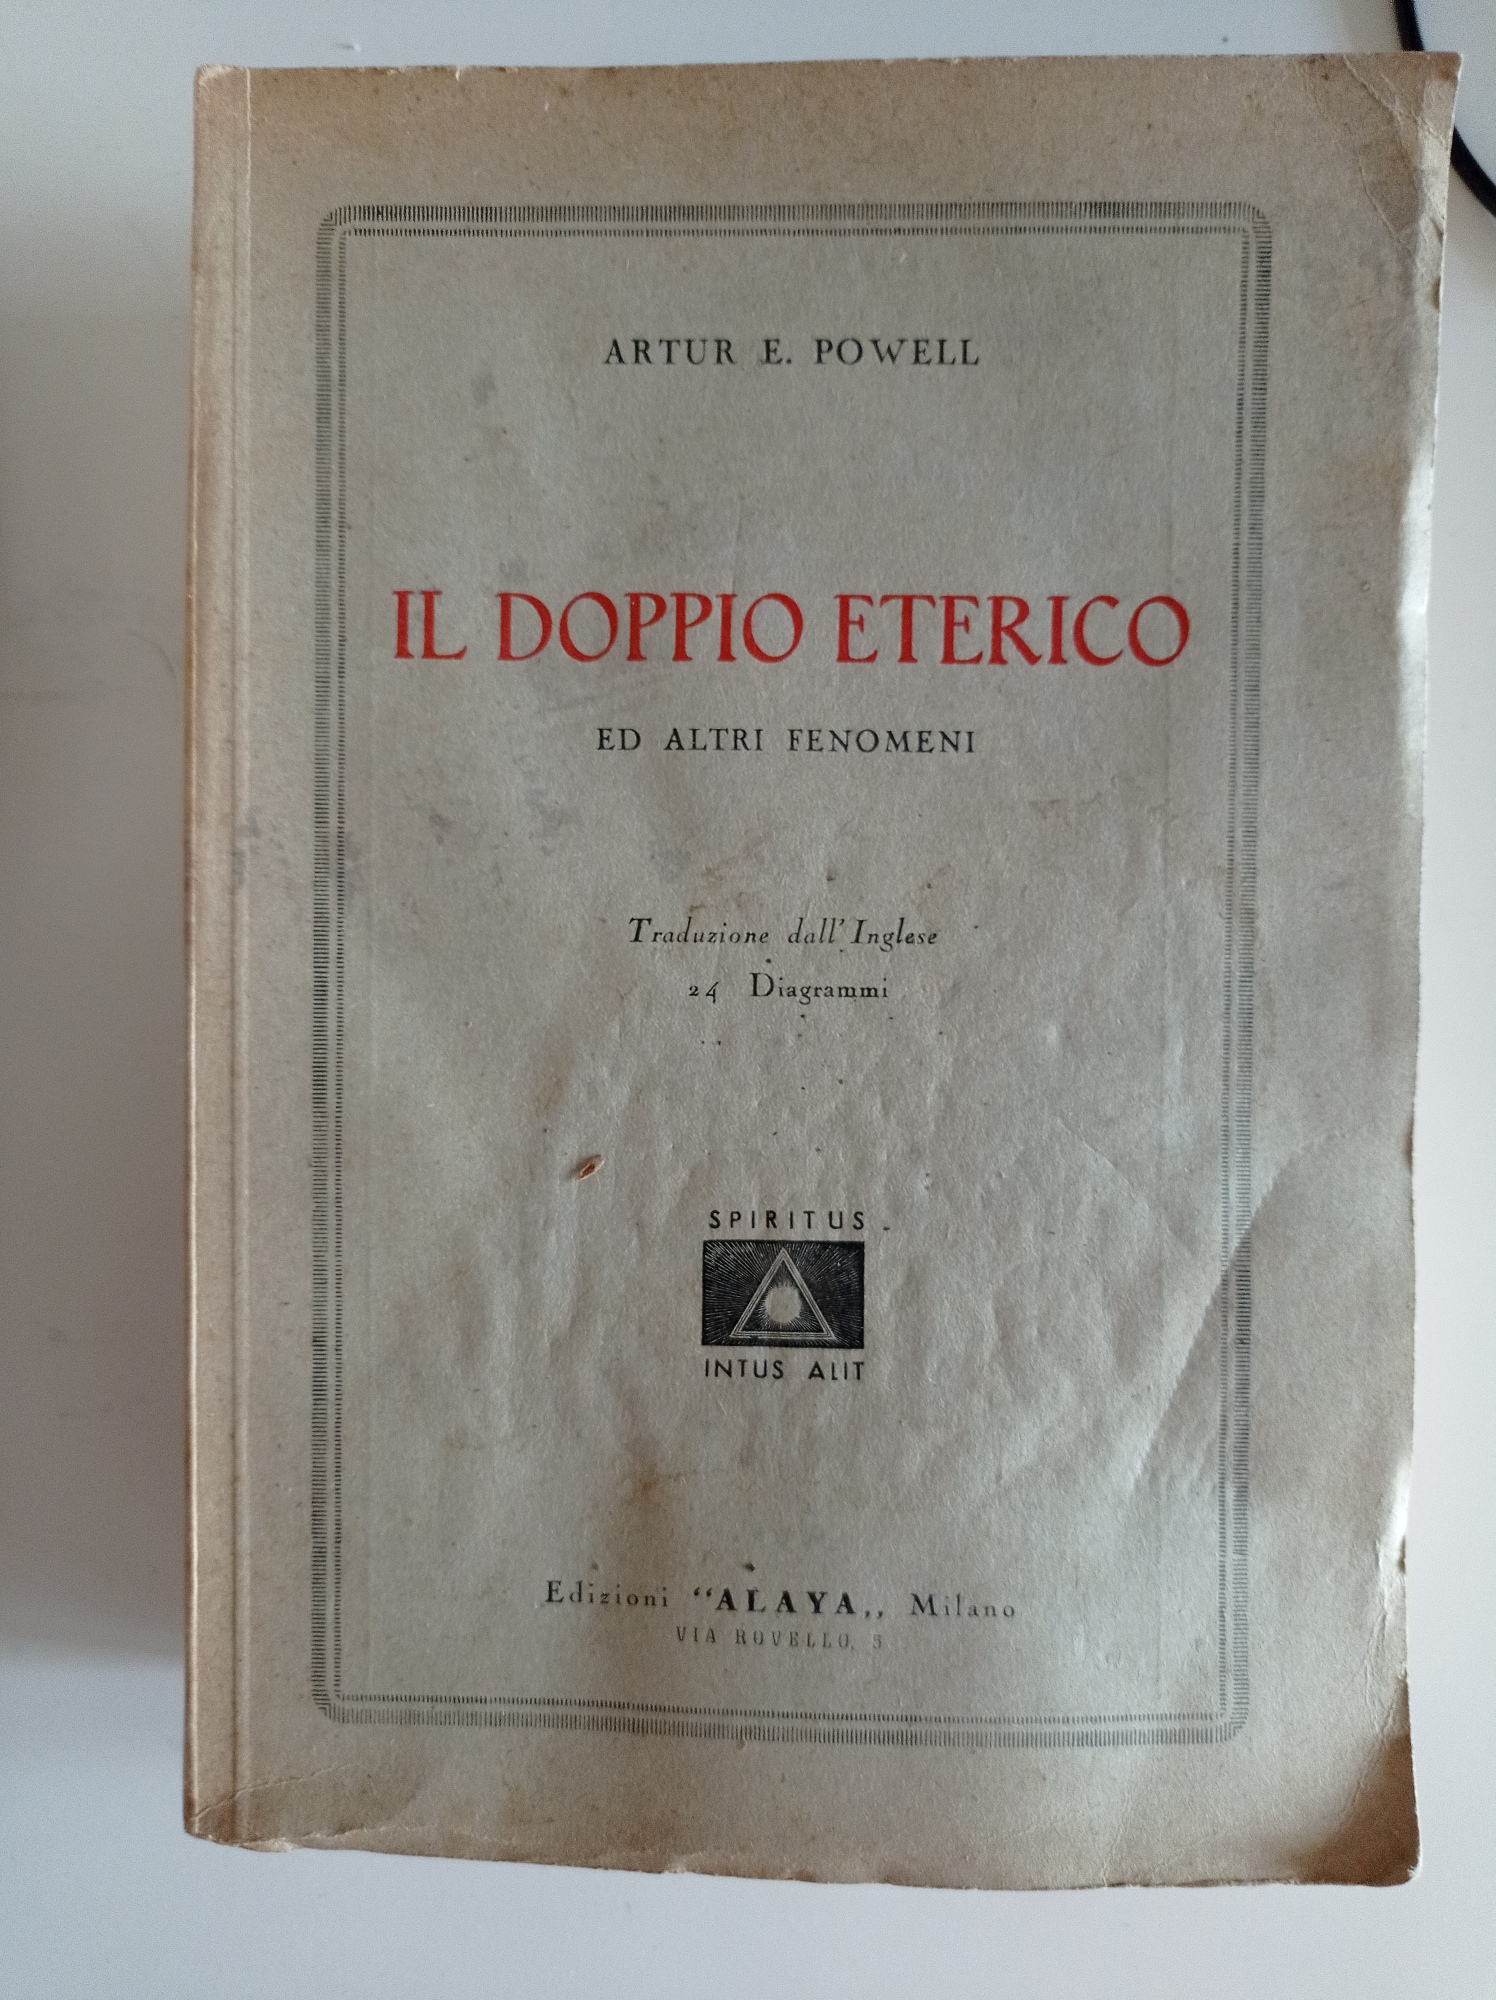 ARTUR E. POWELL
IL DOPPIO ETERICO
ED ALTRI FENOMENI
Traduzione dall' Inglese
24 Diagrammi
SPIRITUS
INTUS ALIT
Edizioni “ALAYA„ Milano
VIA ROVELLO, 5